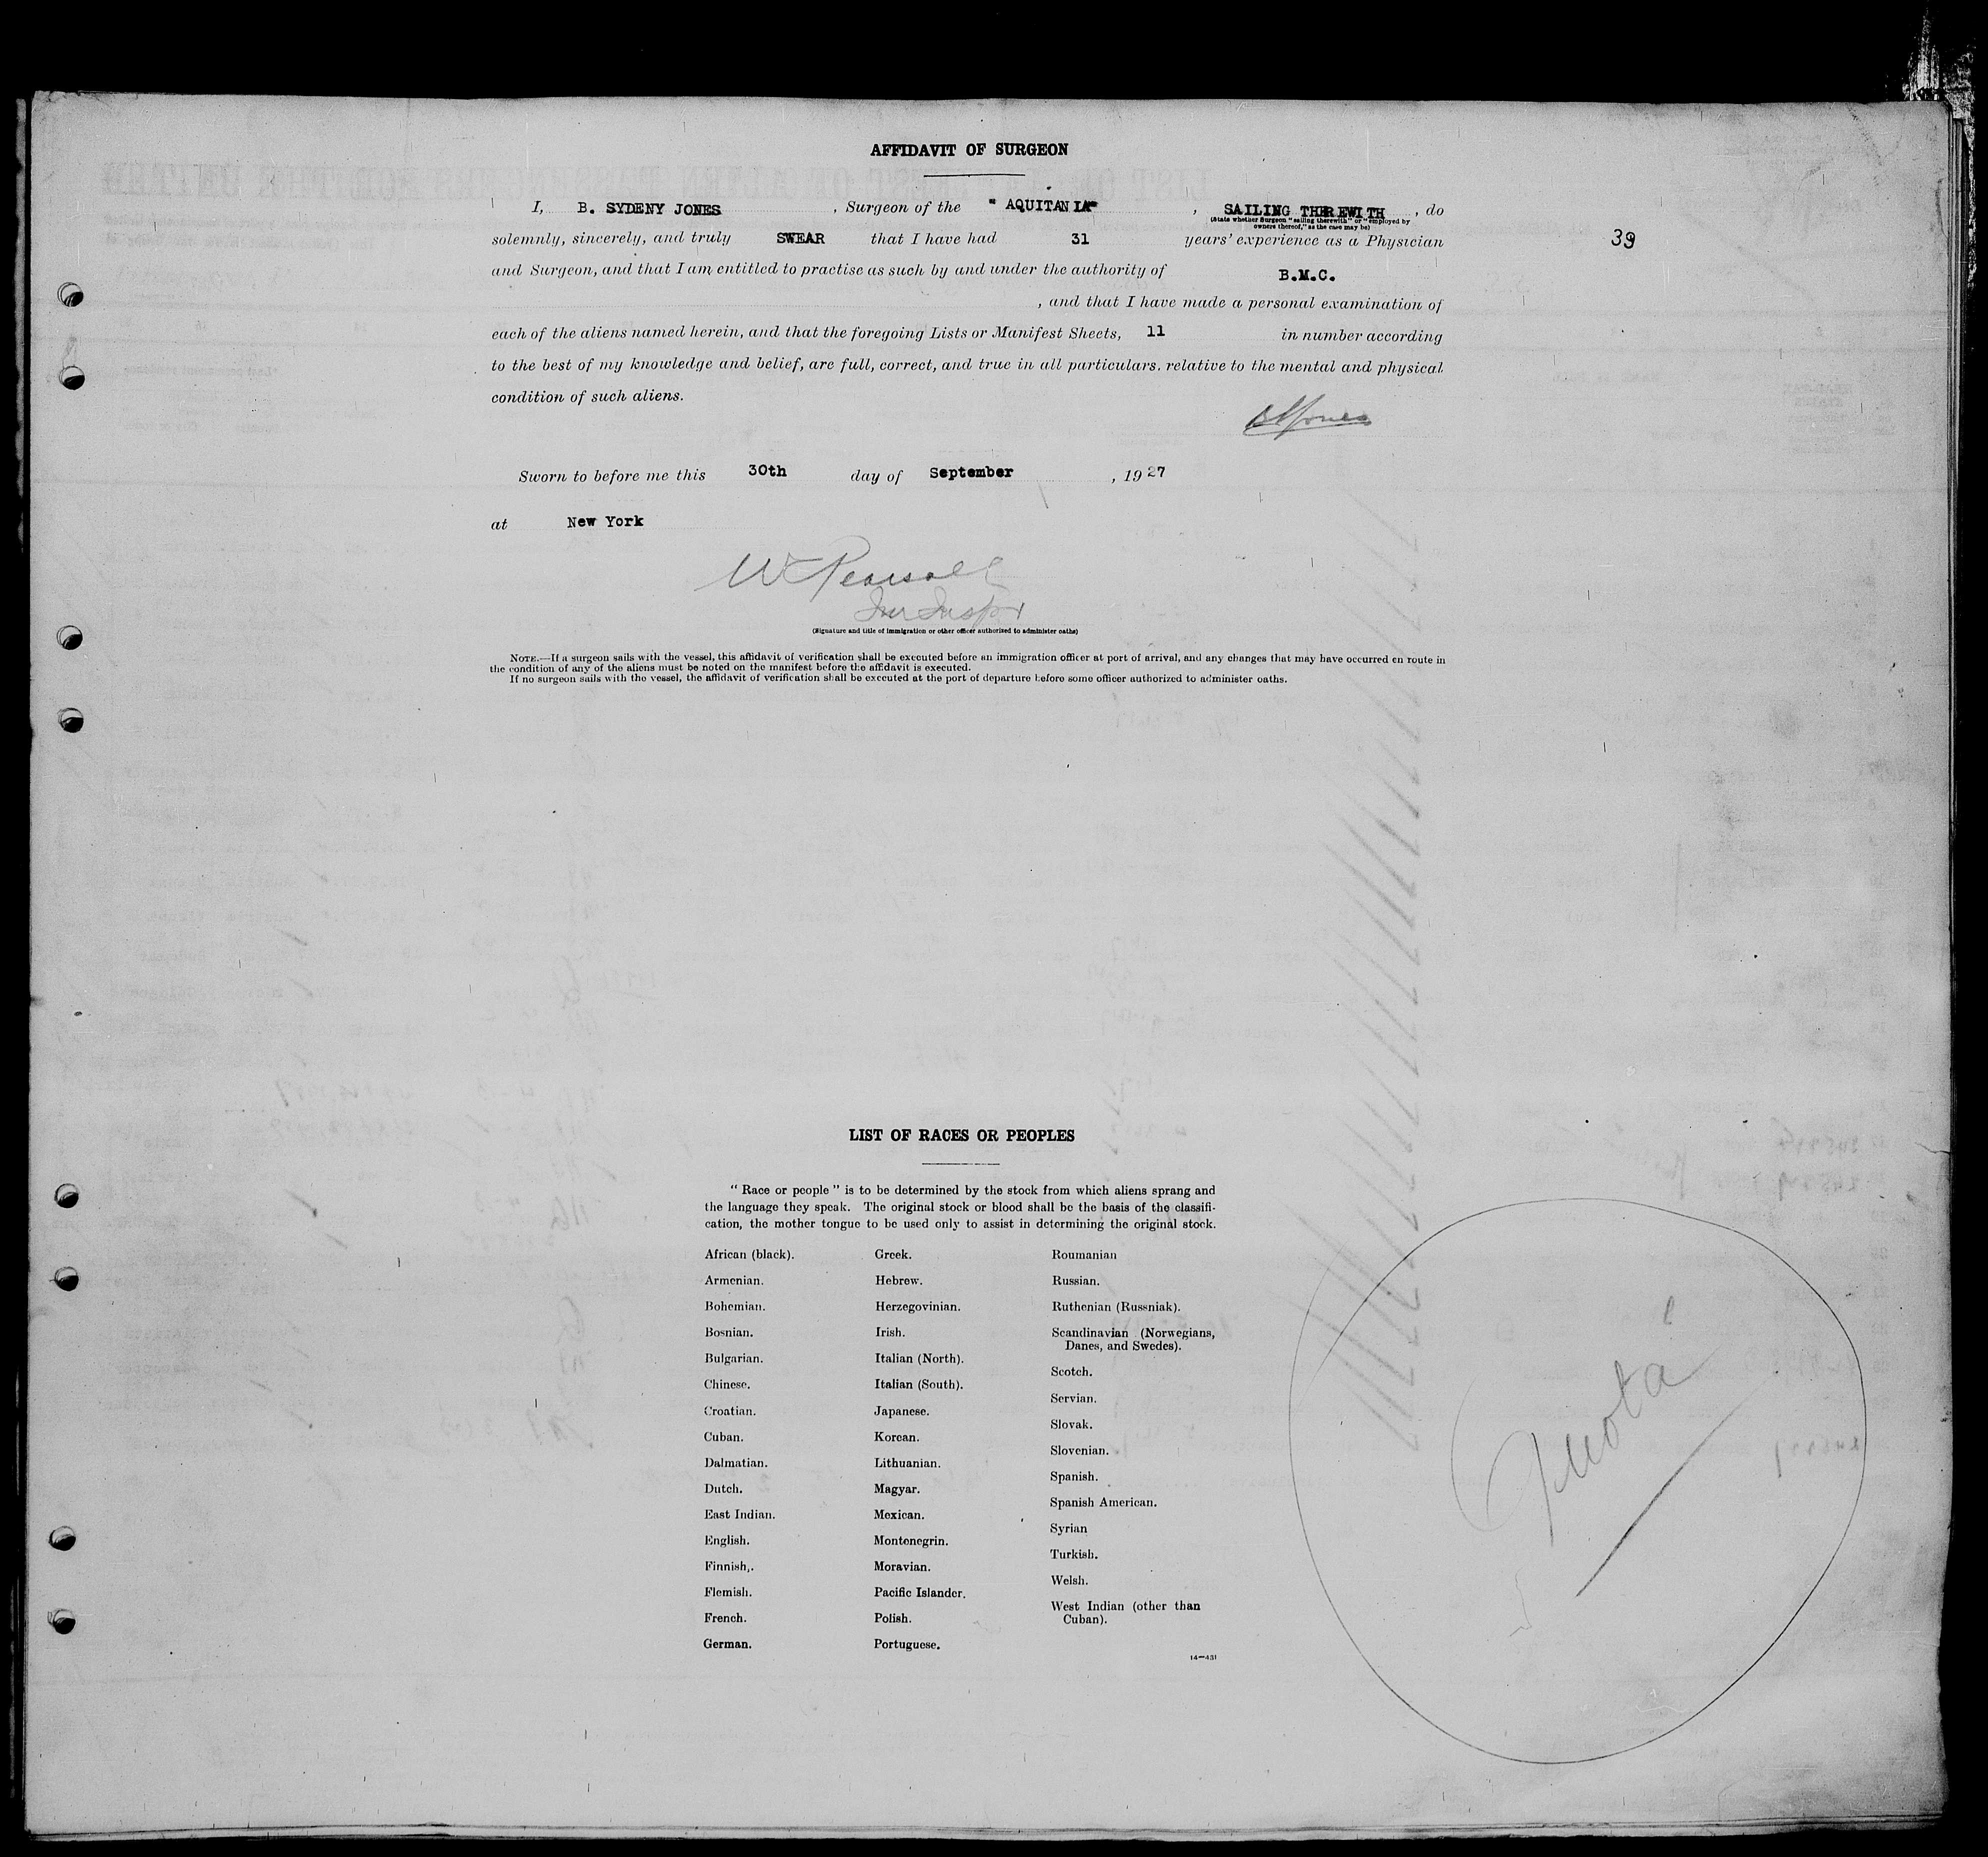 AFFIDAVIT OF SURGEON
I, B. SYDENY JONES , Surgeon of the "AQUITANIA" , SAILING THEREWITH , do
(State whether Surgeon "sailing therewith" or "employed by
owners thereof," as the case may be)
solemnly, sincerely, and truly SWEAR that I have had 31 years' experience as a Physician
39
and Surgeon, and that I am entitled to practise as such by and under the authority of B.M.C.
, and that I have made a personal examination of
each of the aliens named herein, and that the foregoing Lists or Manifest Sheets, 11 in number according
to the best of my knowledge and belief, are full, correct, and true in all particulars. relative to the mental and physical
condition of such aliens.
BSJones
Sworn to before me this 30th day of September , 1927
at New York
W Pearsall
Im Inspr
(Signature and title of immigration or other officer authorized to administer oaths)
NOTE.—If a surgeon sails with the vessel, this affidavit of verification shall be executed before an immigration officer at port of arrival, and any changes that may have occurred en route in
the condition of any of the aliens must be noted on the manifest before the affidavit is executed.
If no surgeon sails with the vessel, the affidavit of verification shall be executed at the port of departure before some officer authorized to administer oaths.
LIST OF RACES OR PEOPLES
"Race or people" is to be determined by the stock from which aliens sprang and
the language they speak. The original stock or blood shall be the basis of the classifi-
cation, the mother tongue to be used only to assist in determining the original stock.
African (black).
Armenian.
Bohemian.
Bosnian.
Bulgarian.
Chinese.
Croatian.
Cuban.
Dalmatian.
Dutch.
East Indian.
English.
Finnish,.
Flemish.
French.
German.
Greek.
Hebrew.
Herzegovinian.
Irish.
Italian (North).
Italian (South).
Japanese.
Korean.
Lithuanian.
Magyar.
Mexican.
Montenegrin.
Moravian.
Pacific Islander.
Polish.
Portuguese.
Roumanian
Russian.
Ruthenian (Russniak).
Scandinavian (Norwegians,
Danes, and Swedes).
Scotch.
Servian.
Slovak.
Slovenian.
Spanish.
Spanish American.
Syrian
Turkish.
Welsh.
West Indian (other than
Cuban).
14—431
Quota